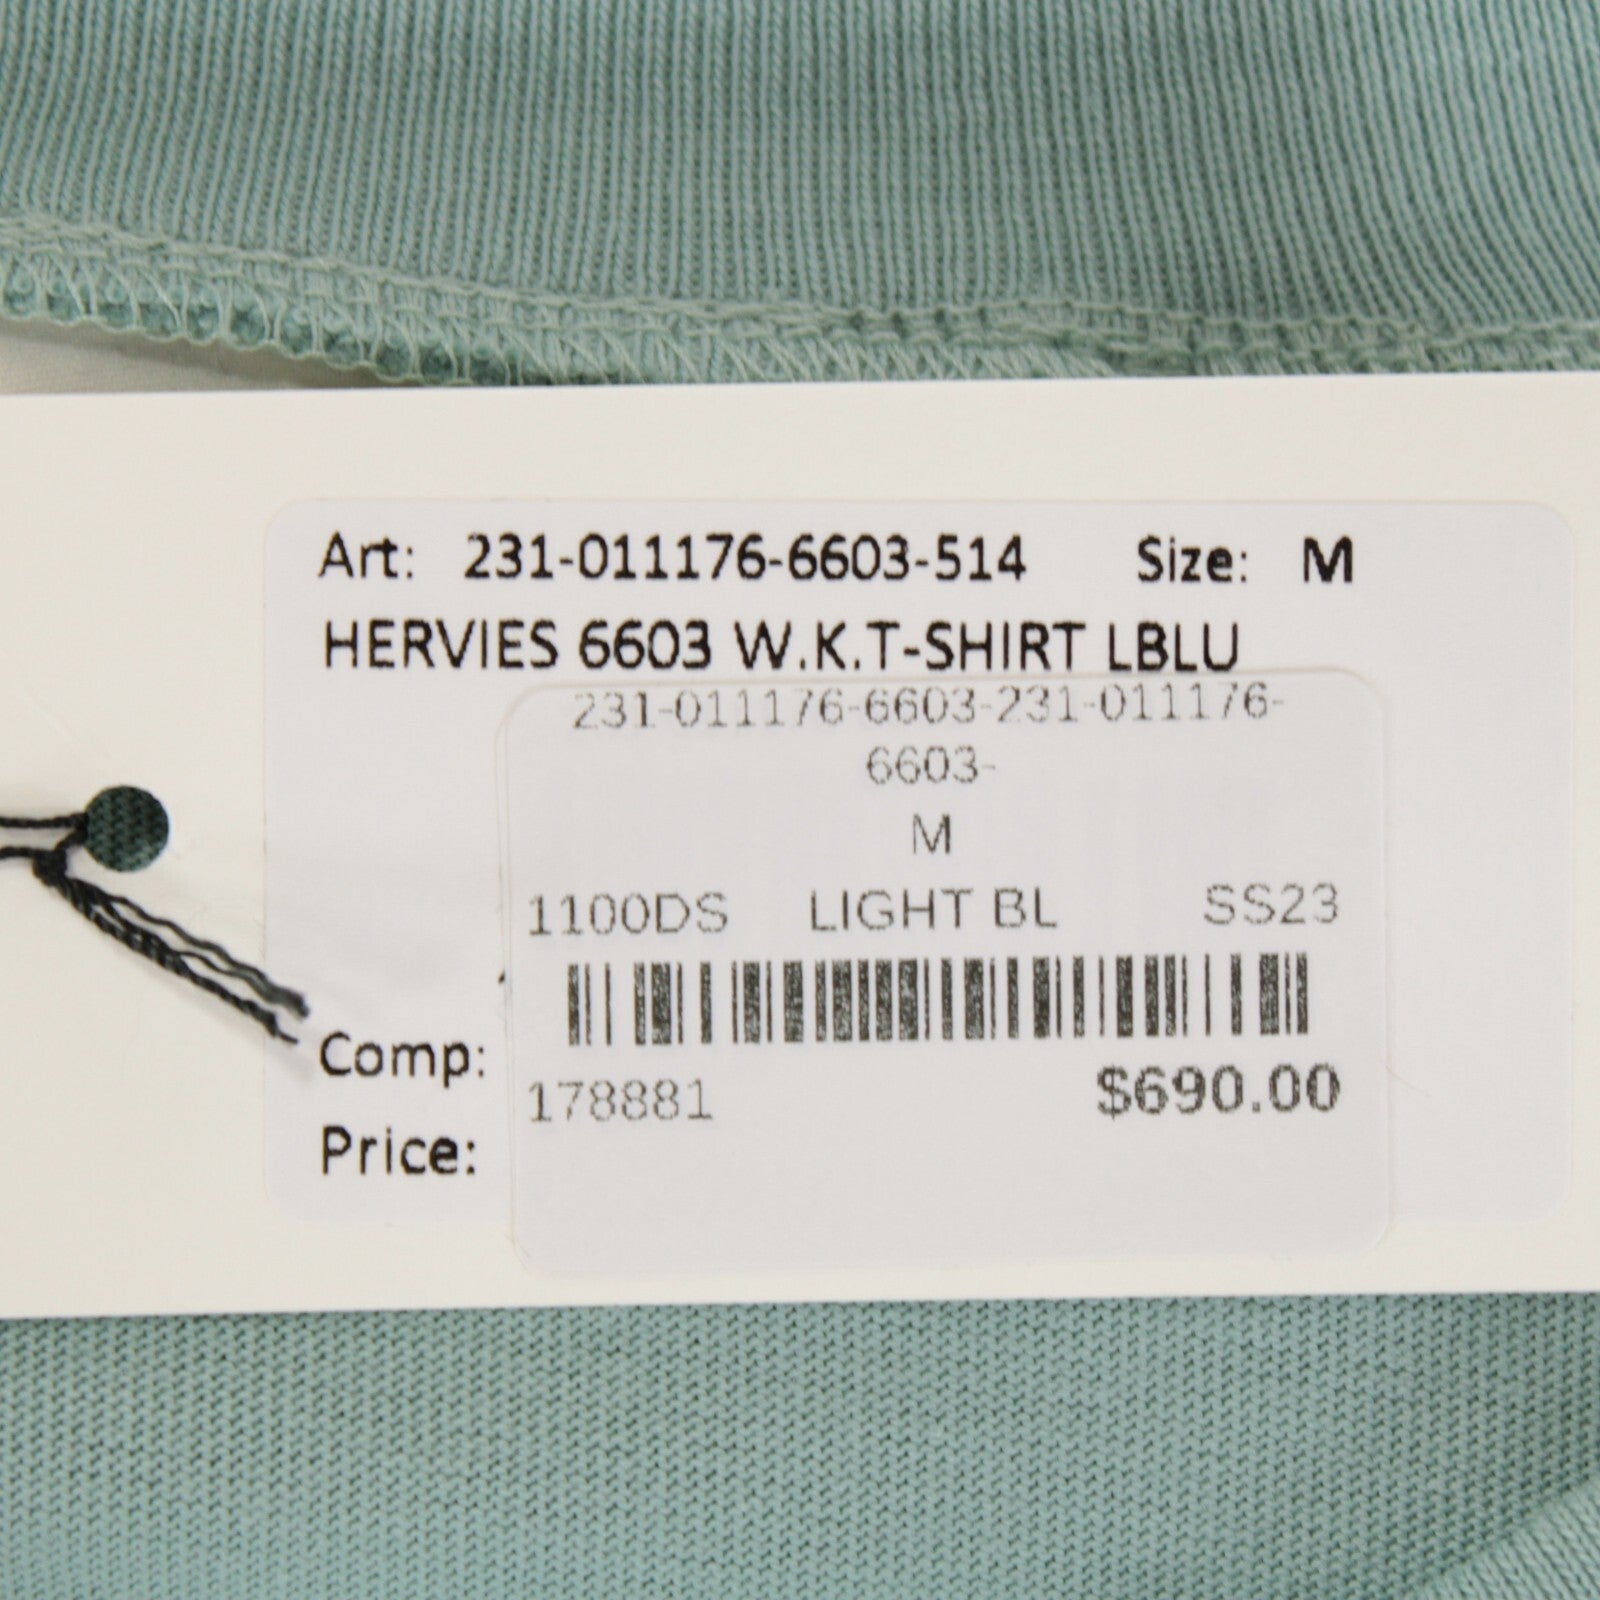 Art: 231-011176-6603-514 Size: M
HERVIES 6603 W.K.T-SHIRT LBLU
231-011176-6603-231-011176-
6603-
M
1100DS LIGHT BL SS23
Comp:
178881 $690.00
Price: